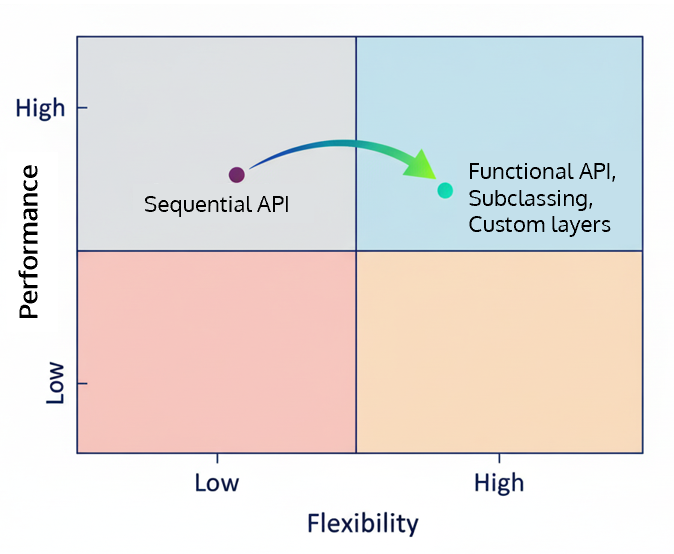 High
Performance
Sequential API
Functional API,
Subclassing,
Custom layers
Low
Low
High
Flexibility